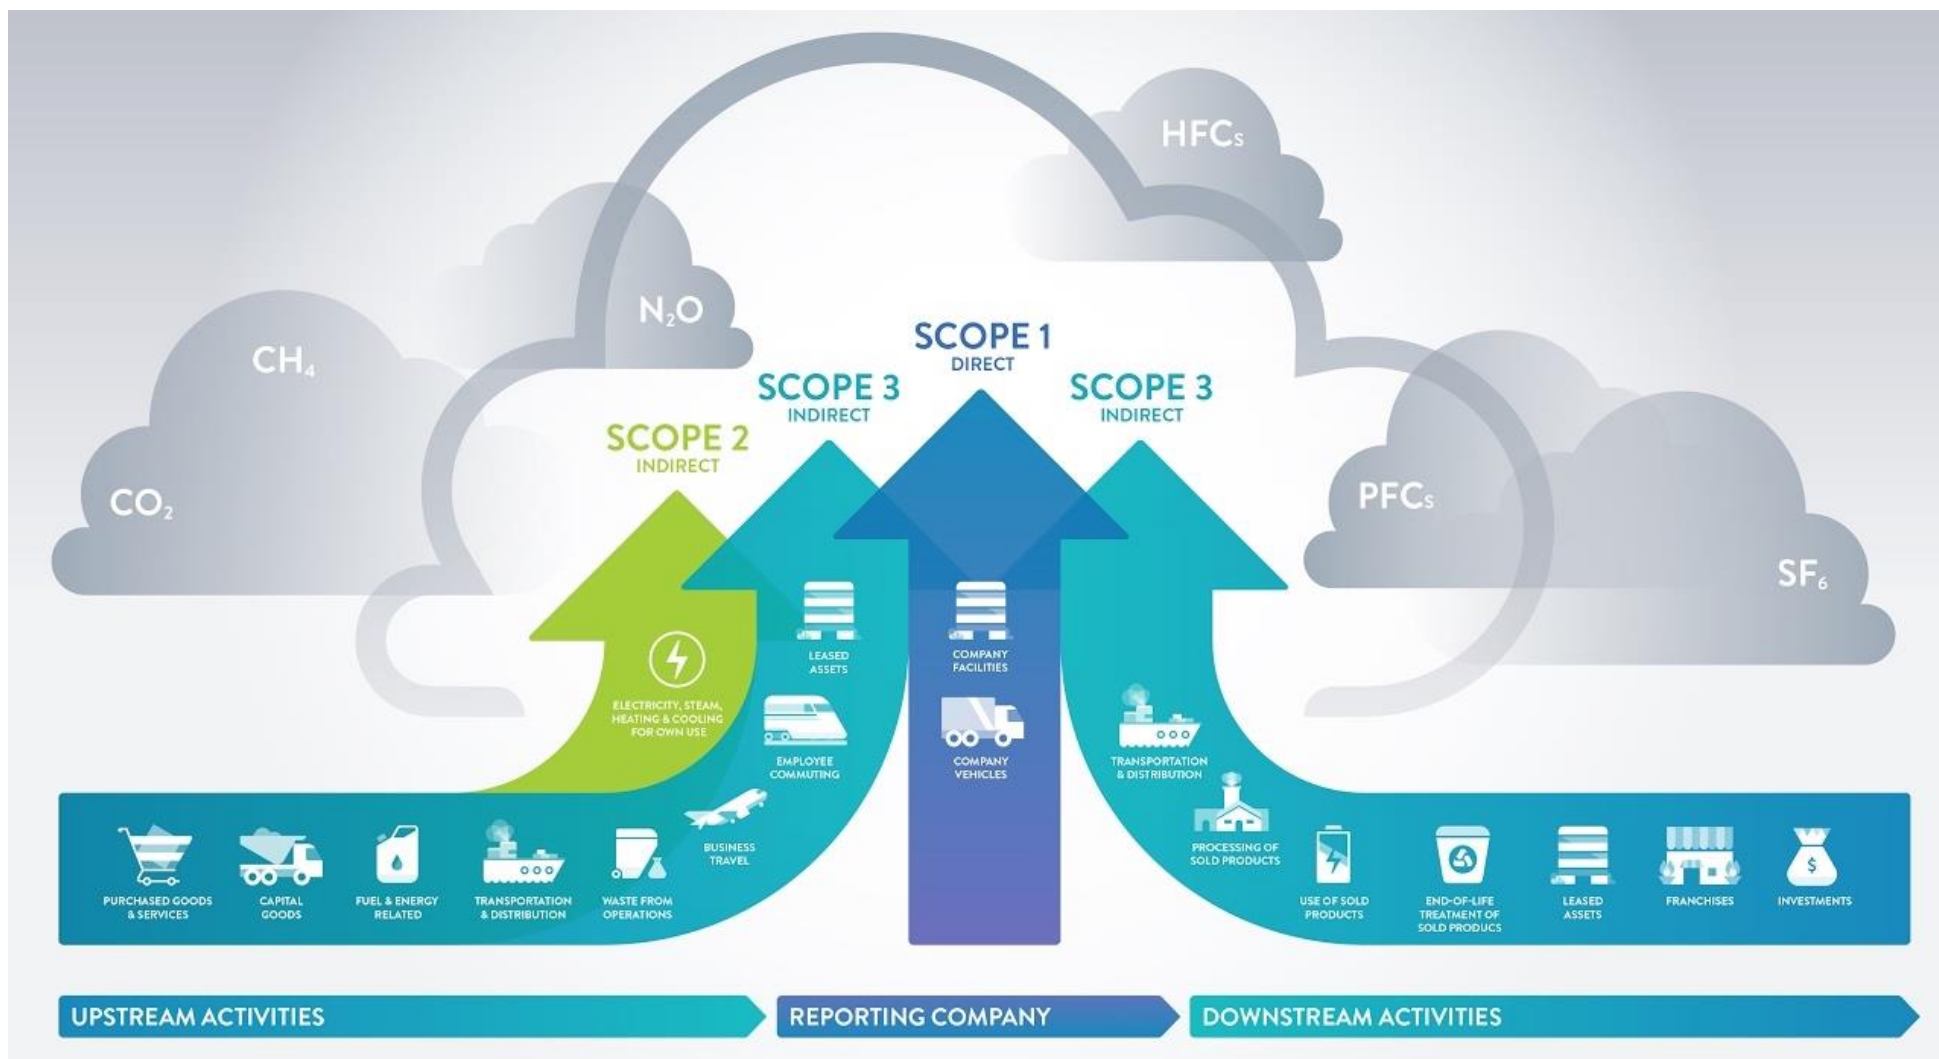 HFCs
N₂O
CH₄
CO₂
PFCs
SF₆
SCOPE 1
DIRECT
SCOPE 3
INDIRECT
SCOPE 3
INDIRECT
SCOPE 2
INDIRECT
ELECTRICITY, STEAM,
HEATING & COOLING
FOR OWN USE
LEASED
ASSETS
EMPLOYEE
COMMUTING
BUSINESS
TRAVEL
PURCHASED GOODS
& SERVICES
CAPITAL
GOODS
FUEL & ENERGY
RELATED
TRANSPORTATION
& DISTRIBUTION
WASTE FROM
OPERATIONS
COMPANY
FACILITIES
COMPANY
VEHICLES
TRANSPORTATION
& DISTRIBUTION
PROCESSING OF
SOLD PRODUCTS
USE OF SOLD
PRODUCTS
END-OF-LIFE
TREATMENT OF
SOLD PRODUCS
LEASED
ASSETS
FRANCHISES
$
INVESTMENTS
UPSTREAM ACTIVITIES
REPORTING COMPANY
DOWNSTREAM ACTIVITIES